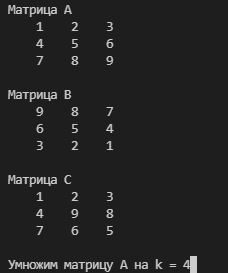 Матрица A
1 2 3
4 5 6
7 8 9
Матрица B
9 8 7
6 5 4
3 2 1
Матрица C
1 2 3
4 9 8
7 6 5
Умножим матрицу A на k = 4